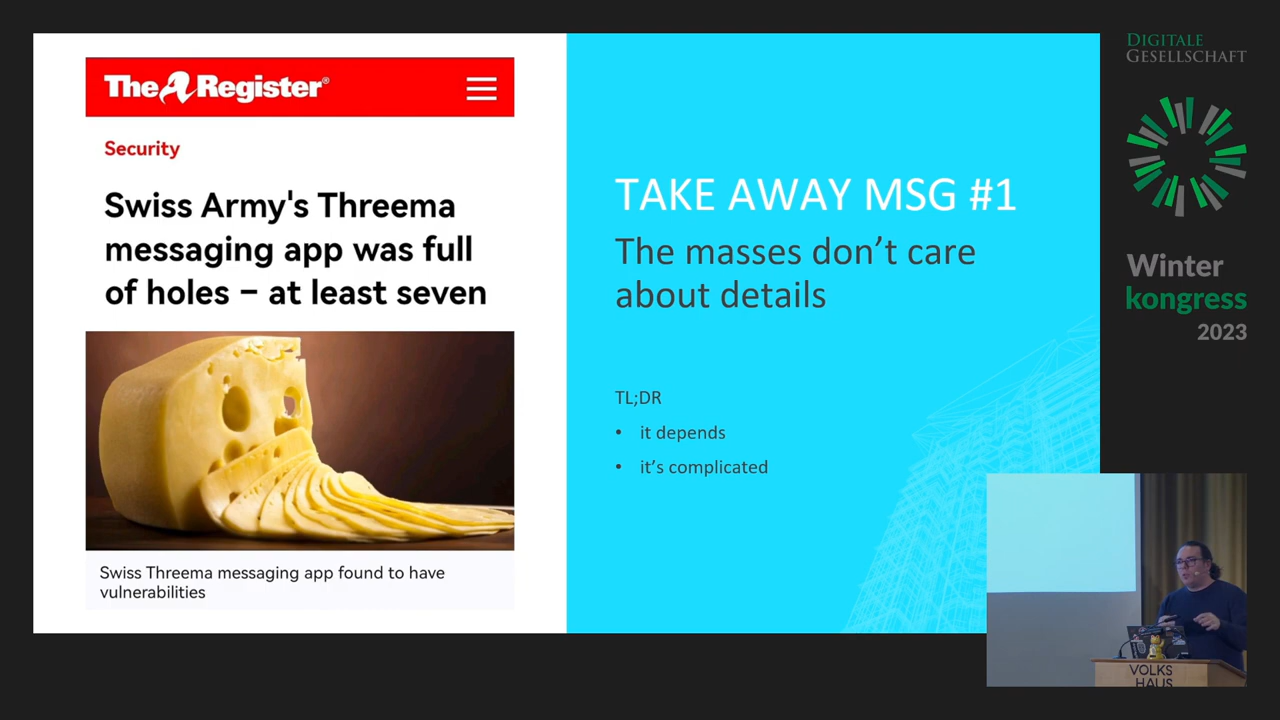 The Register®
Security
Swiss Army's Threema
messaging app was full
of holes – at least seven
Swiss Threema messaging app found to have
vulnerabilities
TAKE AWAY MSG #1
The masses don't care
about details
TL;DR
• it depends
• it's complicated
DIGITALE
GESELLSCHAFT
Winter
kongress
2023
VOLKS
HAUS